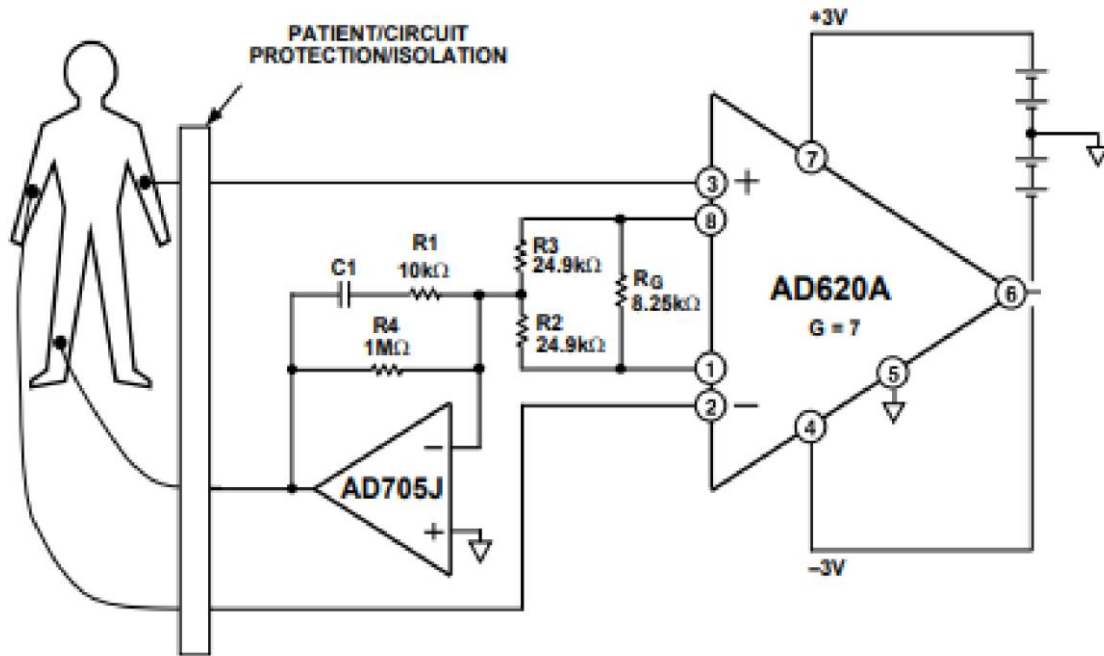 PATIENT/CIRCUIT
PROTECTION/ISOLATION
+3V
7
3
+
8
R1
10kΩ
C1
R3
24.9kΩ
RG
8.25kΩ
AD620A
G = 7
6
R4
1MΩ
R2
24.9kΩ
1
5
2
−
4
−
AD705J
+
–3V